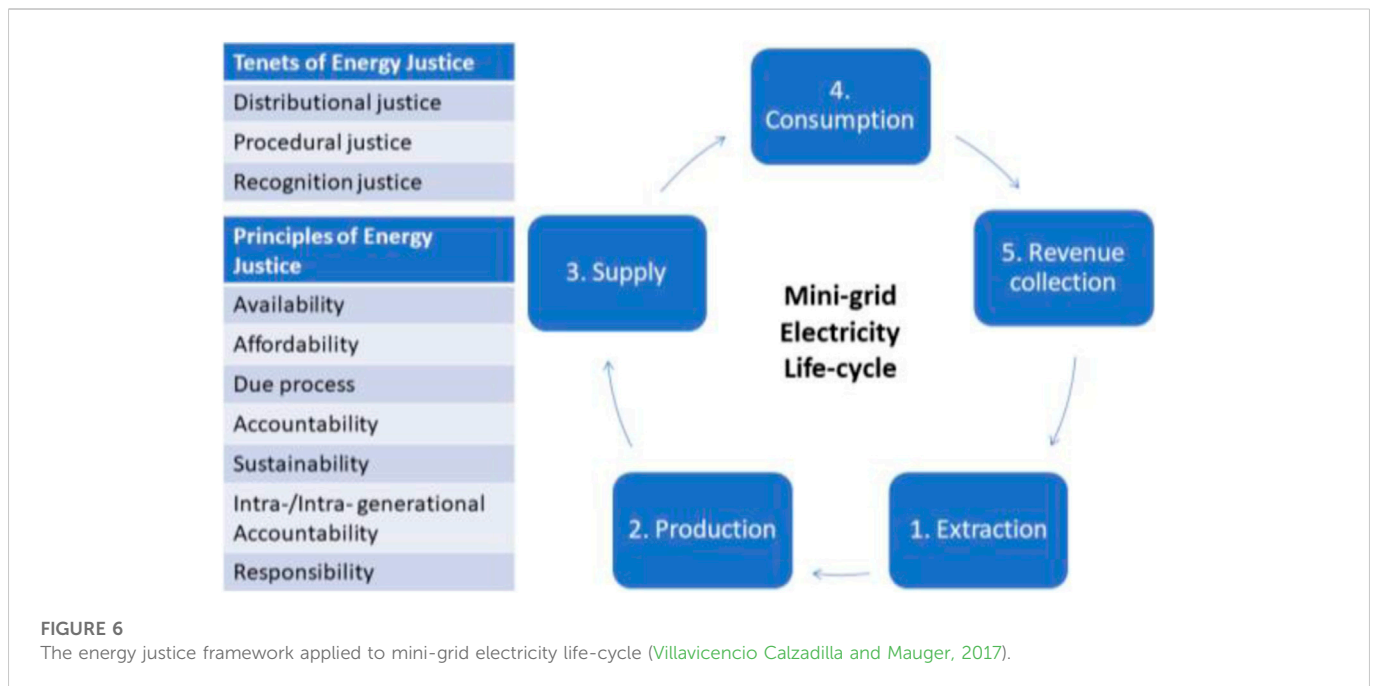 Tenets of Energy Justice
Distributional justice
Procedural justice
Recognition justice
Principles of Energy
Justice
Availability
Affordability
Due process
Accountability
Sustainability
Intra-/Intra- generational
Accountability
Responsibility
4.
Consumption
3. Supply
5. Revenue
collection
Mini-grid
Electricity
Life-cycle
2. Production
1. Extraction
FIGURE 6
The energy justice framework applied to mini-grid electricity life-cycle (Villavicencio Calzadilla and Mauger, 2017).